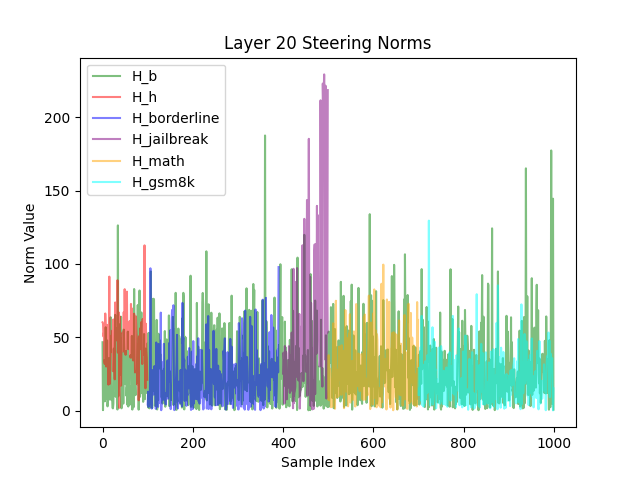 Layer 20 Steering Norms
H_b
H_h
H_borderline
H_jailbreak
H_math
H_gsm8k
Norm Value
200
150
100
50
0
0 200 400 600 800 1000
Sample Index